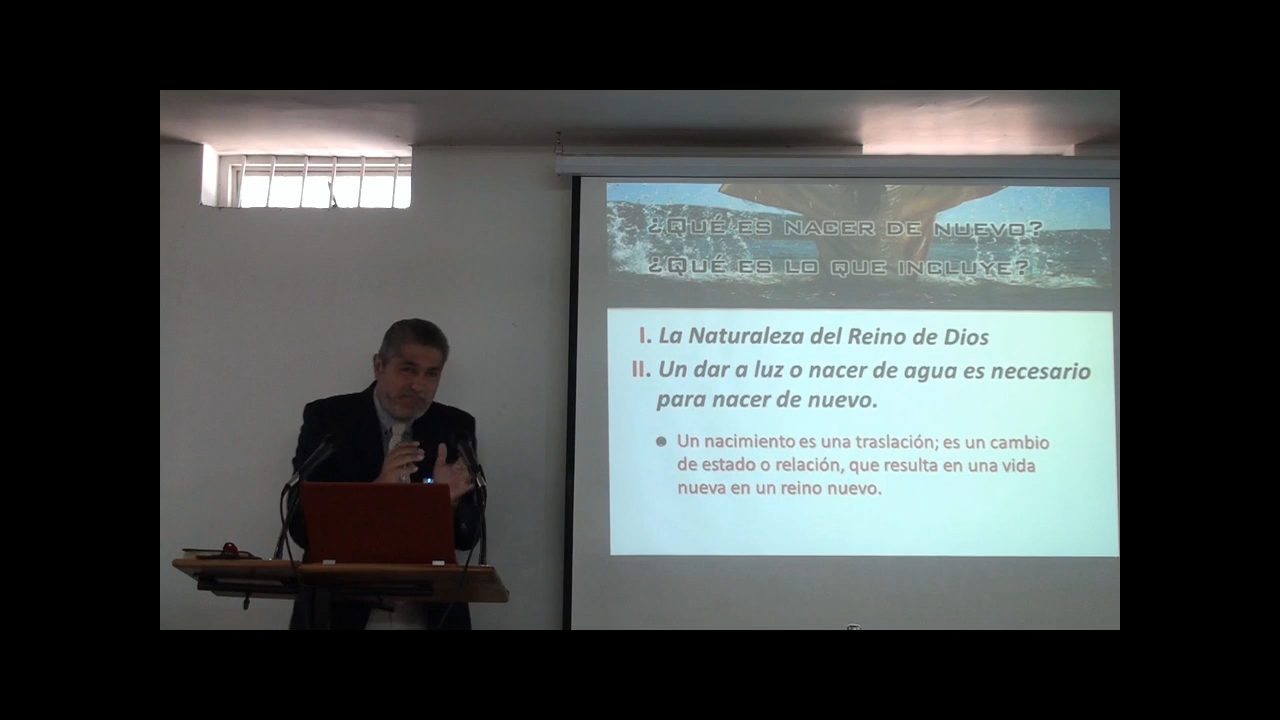 ¿Qué es nacer de nuevo?
¿Qué es lo que incluye?
I. La Naturaleza del Reino de Dios
II. Un dar a luz o nacer de agua es necesario
para nacer de nuevo.
Un nacimiento es una traslación; es un cambio
de estado o relación, que resulta en una vida
nueva en un reino nuevo.